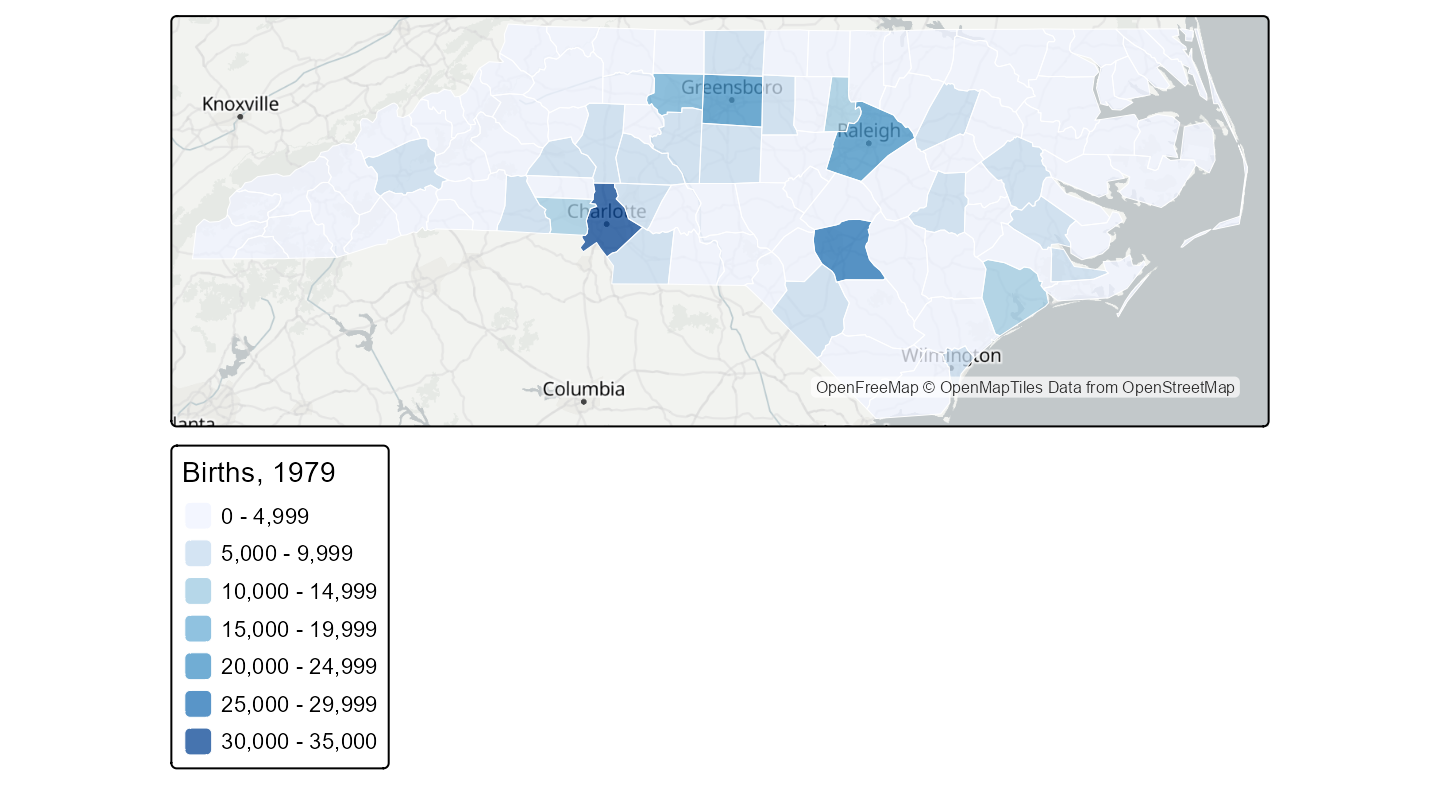 Knoxville
Greensboro
Raleigh
Charlotte
Wilmington
Columbia
OpenFreeMap © OpenMapTiles Data from OpenStreetMap
lanta
Births, 1979
0 - 4,999
5,000 - 9,999
10,000 - 14,999
15,000 - 19,999
20,000 - 24,999
25,000 - 29,999
30,000 - 35,000